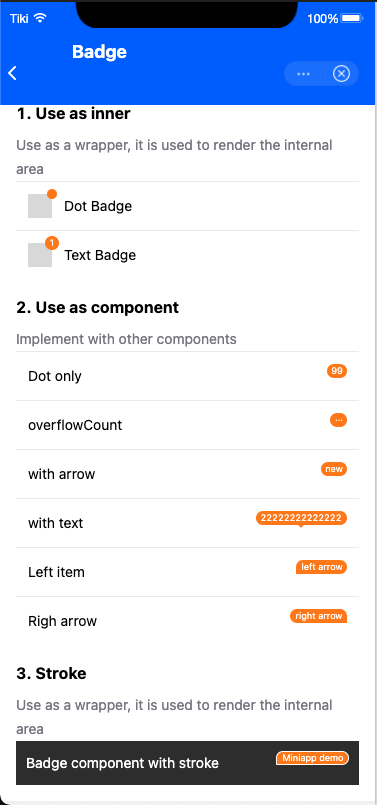 Tiki 100%
Badge
1. Use as inner
Use as a wrapper, it is used to render the internal
area
Dot Badge
1
Text Badge
2. Use as component
Implement with other components
Dot only 99
overflowCount ...
with arrow new
with text 22222222222222
Left item left arrow
Righ arrow right arrow
3. Stroke
Use as a wrapper, it is used to render the internal
area
Badge component with stroke Miniapp demo